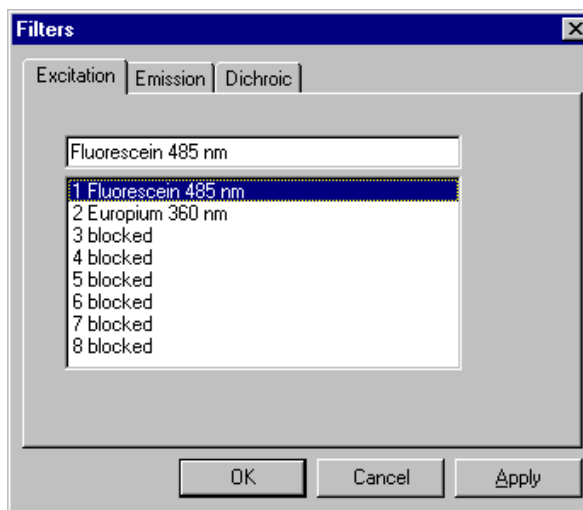 Filters
Excitation Emission Dichroic
Fluorescein 485 nm
1 Fluorescein 485 nm
2 Europium 360 nm
3 blocked
4 blocked
5 blocked
6 blocked
7 blocked
8 blocked
OK Cancel Apply